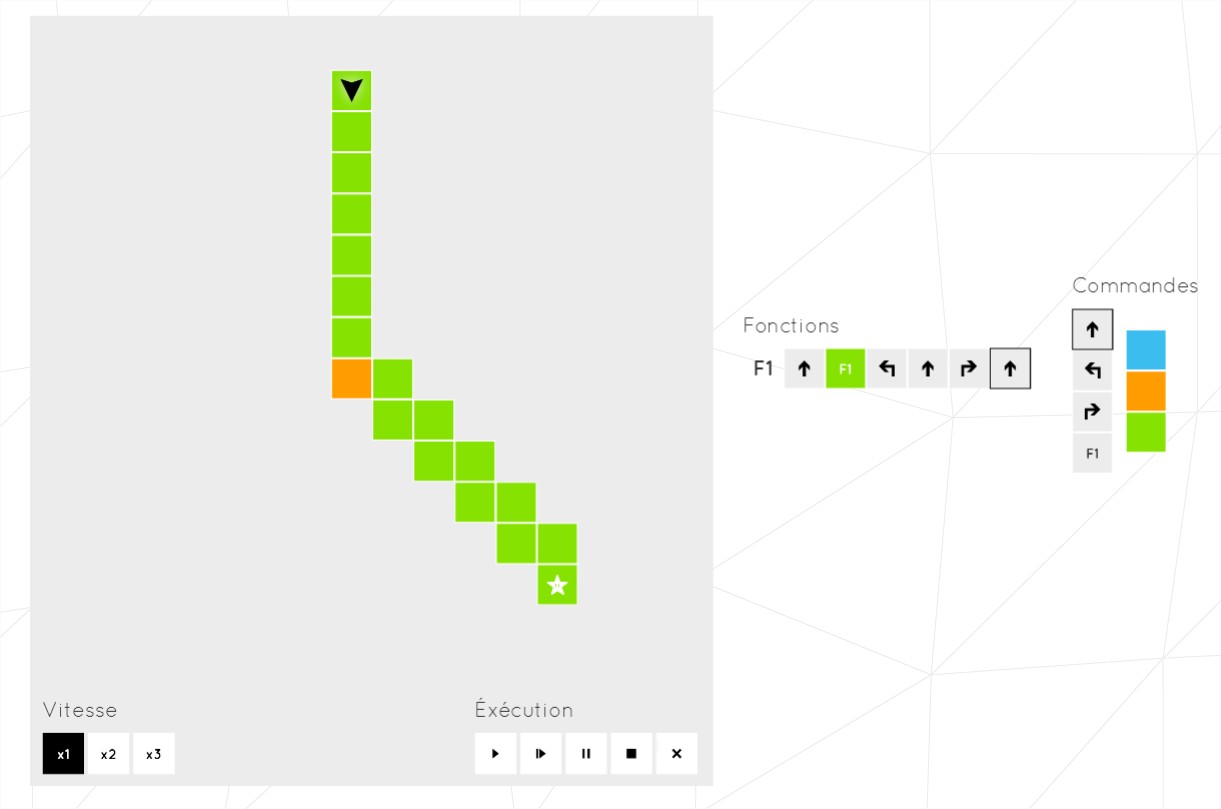 Commandes
Fonctions
F1 F1
F1
Vitesse
Éxécution
x1 x2 x3